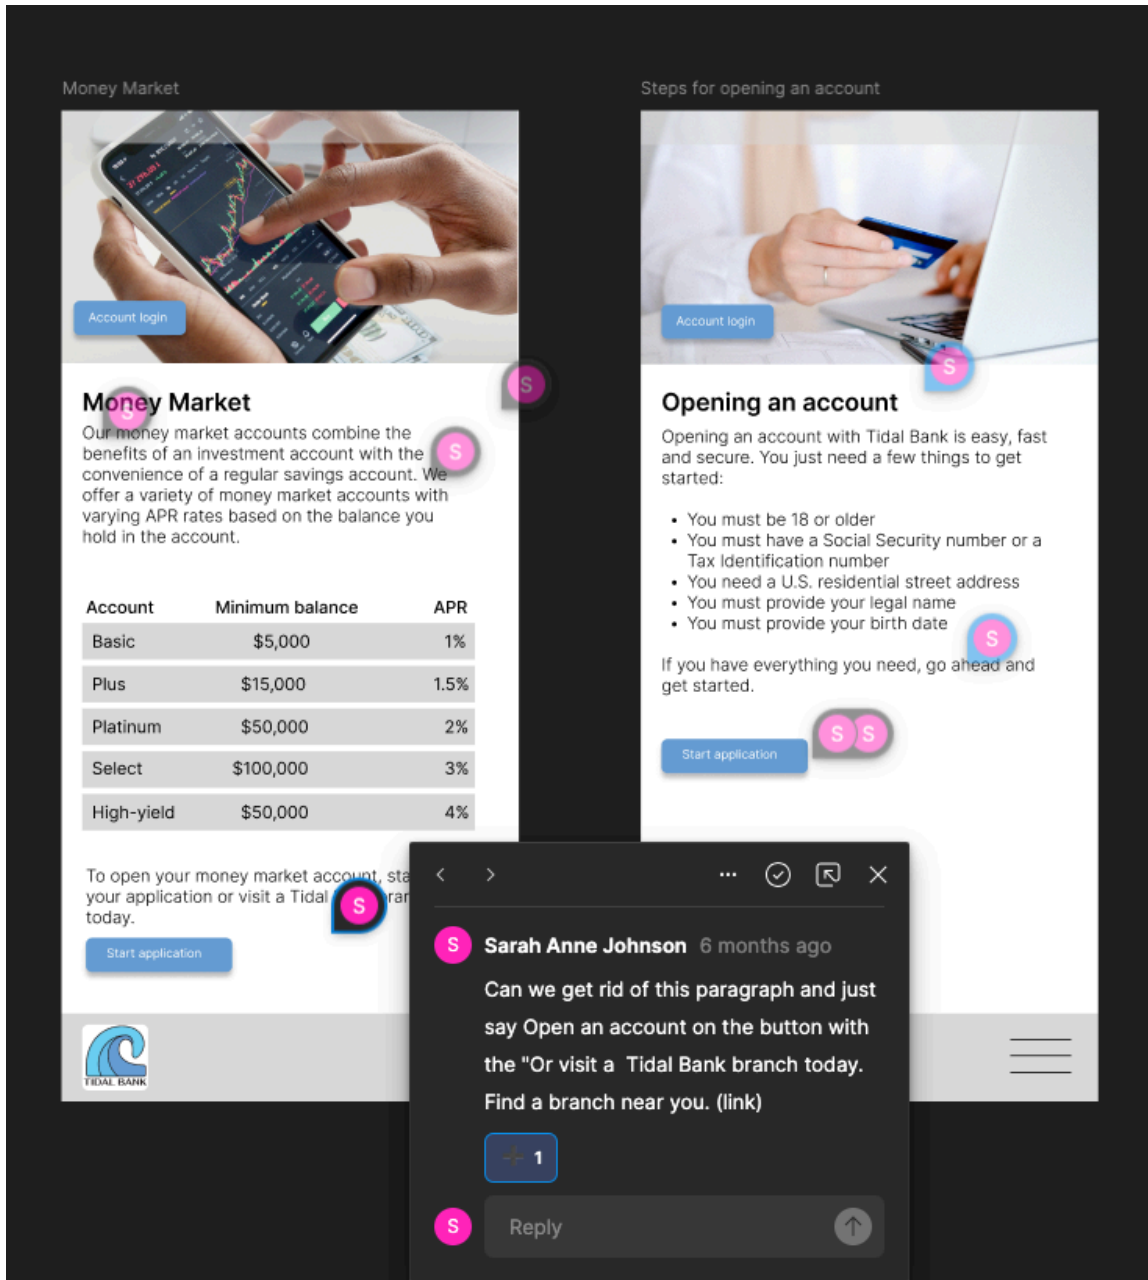 Money Market
Steps for opening an account
Account login
Account login
Money Market
Our money market accounts combine the
benefits of an investment account with the
convenience of a regular savings account. We
offer a variety of money market accounts with
varying APR rates based on the balance you
hold in the account.
Account Minimum balance APR
Basic $5,000 1%
Plus $15,000 1.5%
Platinum $50,000 2%
Select $100,000 3%
High-yield $50,000 4%
To open your money market account,
your application or visit a Tidal
today.
Start application
TIDAL BANK
S
S
S
S
Opening an account
Opening an account with Tidal Bank is easy, fast
and secure. You just need a few things to get
started:
• You must be 18 or older
• You must have a Social Security number or a
Tax Identification number
• You need a U.S. residential street address
• You must provide your legal name
• You must provide your birth date
If you have everything you need, go ahead and
get started.
Start application
S
S
S S
S Sarah Anne Johnson 6 months ago
Can we get rid of this paragraph and just
say Open an account on the button with
the "Or visit a Tidal Bank branch today.
Find a branch near you. (link)
1
S Reply